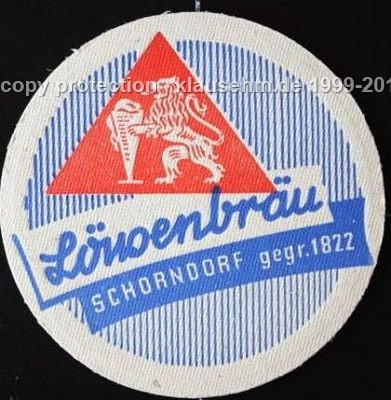 copy protection - klausehm.de 1999-201
Löwenbräu
SCHORNDORF gegr. 1822